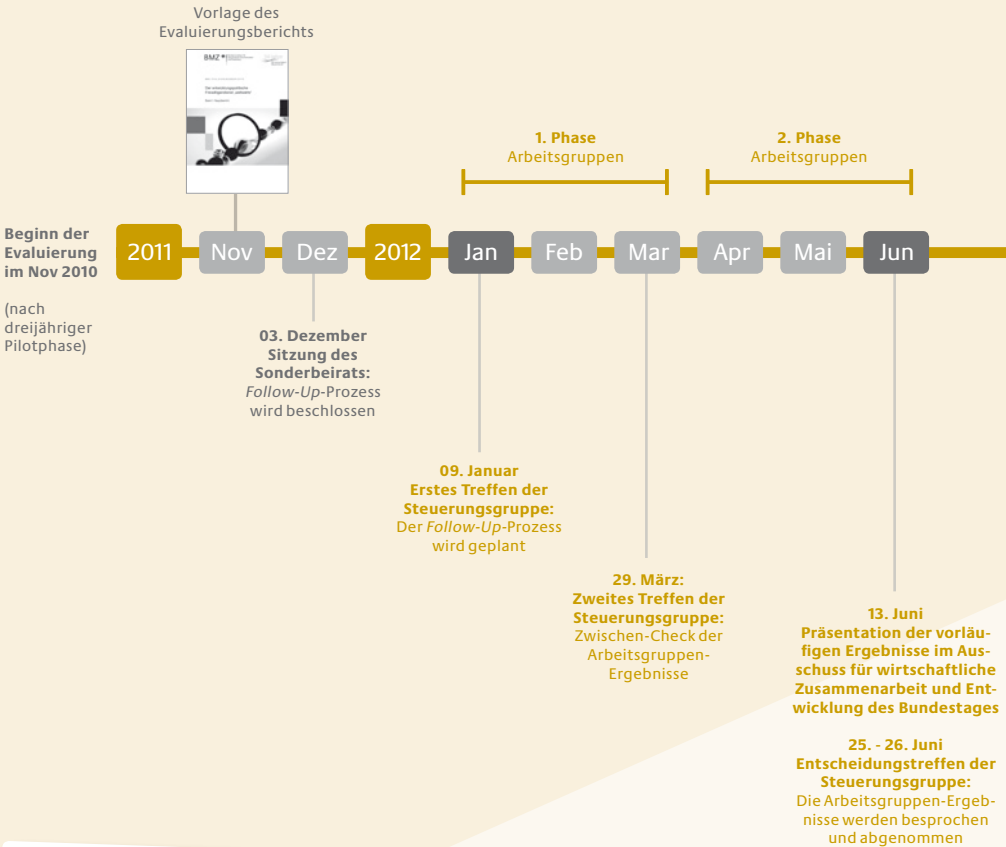 Vorlage des
Evaluierungsberichts
BMZ
1. Phase
Arbeitsgruppen
2. Phase
Arbeitsgruppen
Beginn der
Evaluierung
im Nov 2010
(nach
dreijähriger
Pilotphase)
2011 Nov Dez 2012 Jan Feb Mar Apr Mai Jun
03. Dezember
Sitzung des
Sonderbeirats:
Follow-Up-Prozess
wird beschlossen
09. Januar
Erstes Treffen der
Steuerungsgruppe:
Der Follow-Up-Prozess
wird geplant
29. März:
Zweites Treffen der
Steuerungsgruppe:
Zwischen-Check der
Arbeitsgruppen-
Ergebnisse
13. Juni
Präsentation der vorläu-
figen Ergebnisse im Aus-
schuss für wirtschaftliche
Zusammenarbeit und Ent-
wicklung des Bundestages
25. - 26. Juni
Entscheidungstreffen der
Steuerungsgruppe:
Die Arbeitsgruppen-Ergeb-
nisse werden besprochen
und abgenommen